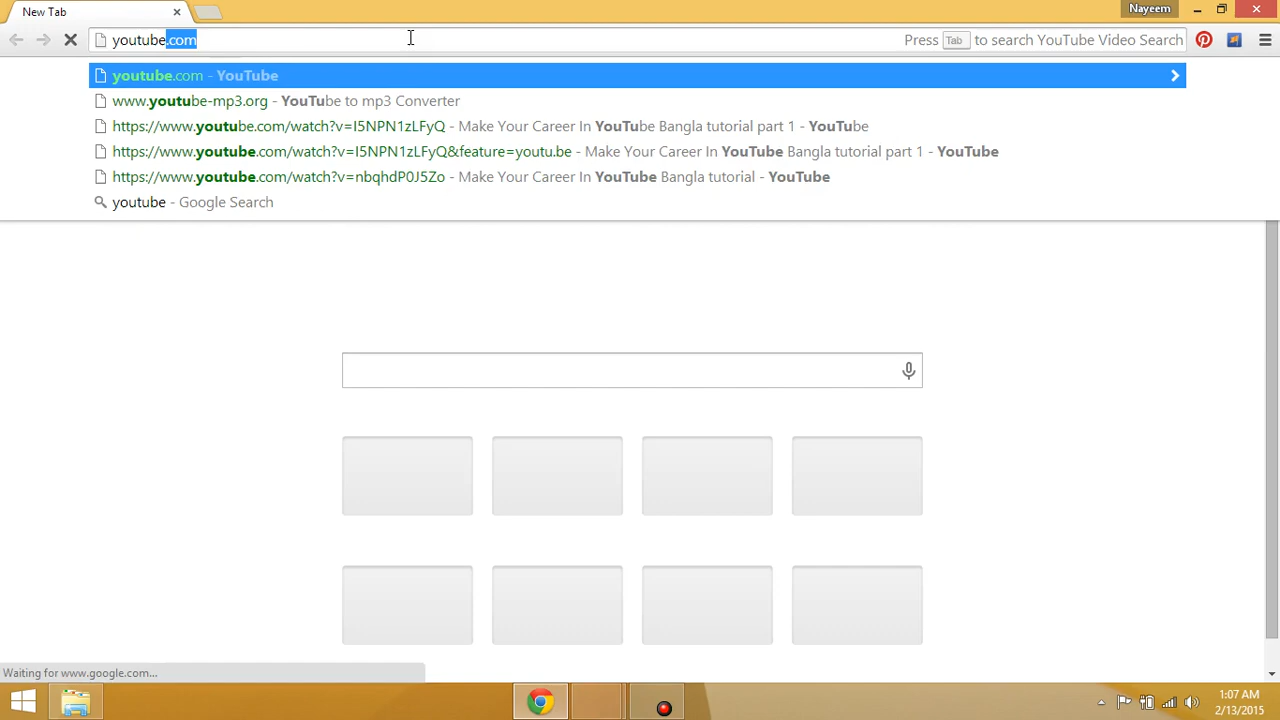 New Tab
Nayeem
youtube.com
Press Tab to search YouTube Video Search
youtube.com - YouTube
www.youtube-mp3.org - YouTube to mp3 Converter
https://www.youtube.com/watch?v=I5NPN1zLFyQ - Make Your Career In YouTube Bangla tutorial part 1 - YouTube
https://www.youtube.com/watch?v=I5NPN1zLFyQ&feature=youtu.be - Make Your Career In YouTube Bangla tutorial part 1 - YouTube
https://www.youtube.com/watch?v=nbqhdP0J5Zo - Make Your Career In YouTube Bangla tutorial - YouTube
youtube - Google Search
Waiting for www.google.com...
1:07 AM
2/13/2015